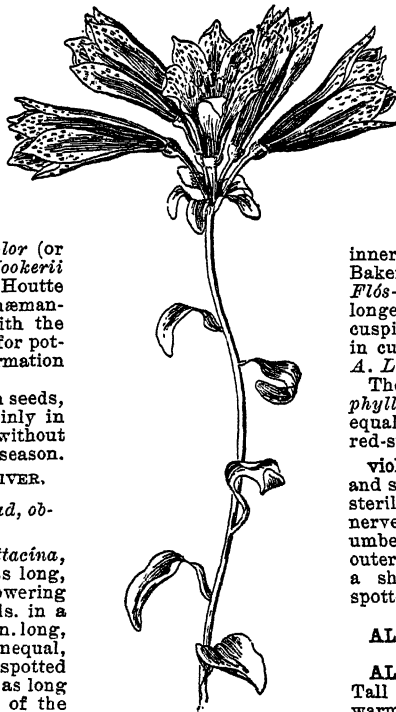 lor (or
ookerii
Houtte
hæman-
ith the
for pot-
rmation
seeds,
inly in
without
season.
IVER.
ad, ob-
ttacina,
s long,
owering
ls. in a
n. long,
nequal,
spotted
as long
of the
inner
Baker
Flós-
longe
cuspi
in cu
A. L
The
phyll
equal
red-s
viol
and s
steril
nerve
umbe
outer
a sh
spott
AL
AL
Tall
warm